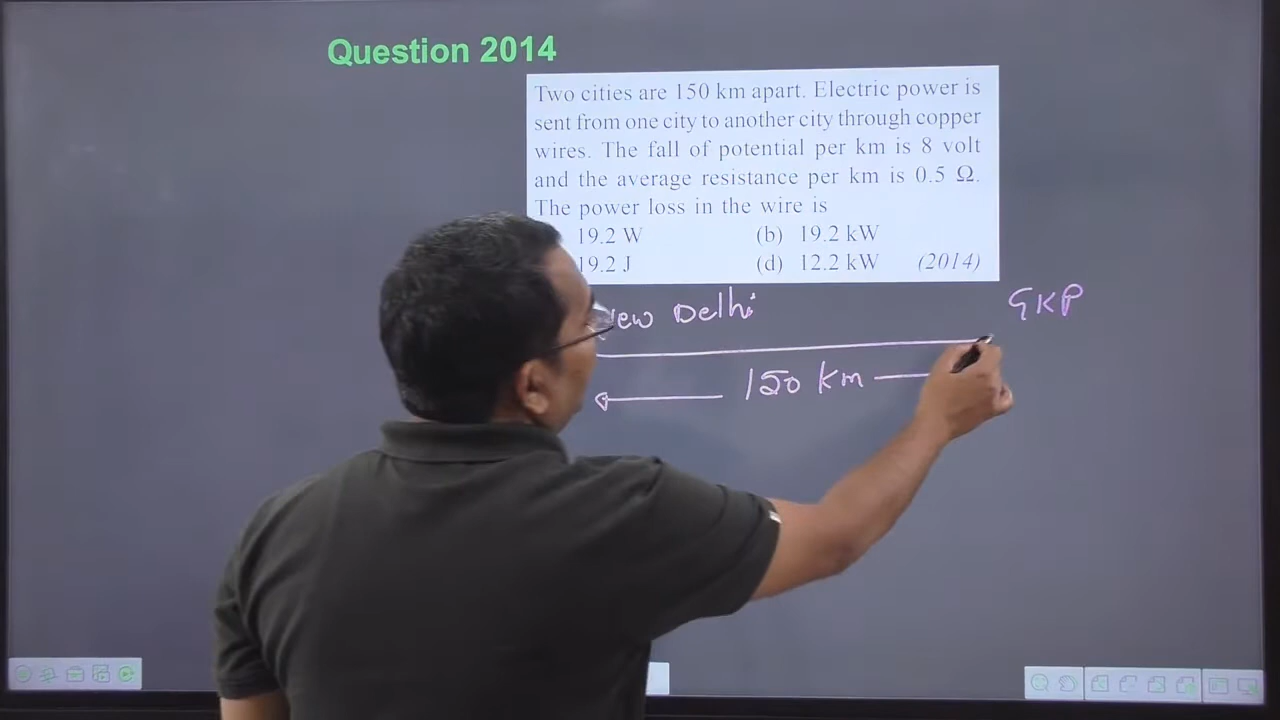 Question 2014
Two cities are 150 km apart. Electric power is
sent from one city to another city through copper
wires. The fall of potential per km is 8 volt
and the average resistance per km is 0.5 Ω.
The power loss in the wire is
19.2 W (b) 19.2 kW
19.2 J (d) 12.2 kW (2014)
New Delhi GKP
150 km